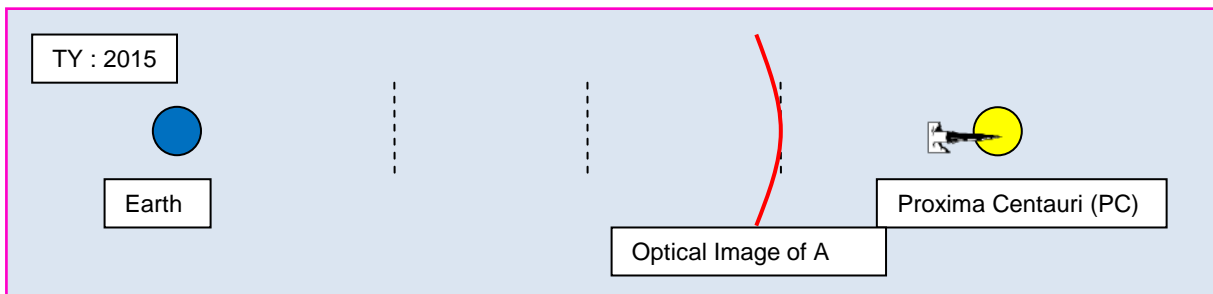 TY : 2015
Earth
Proxima Centauri (PC)
Optical Image of A